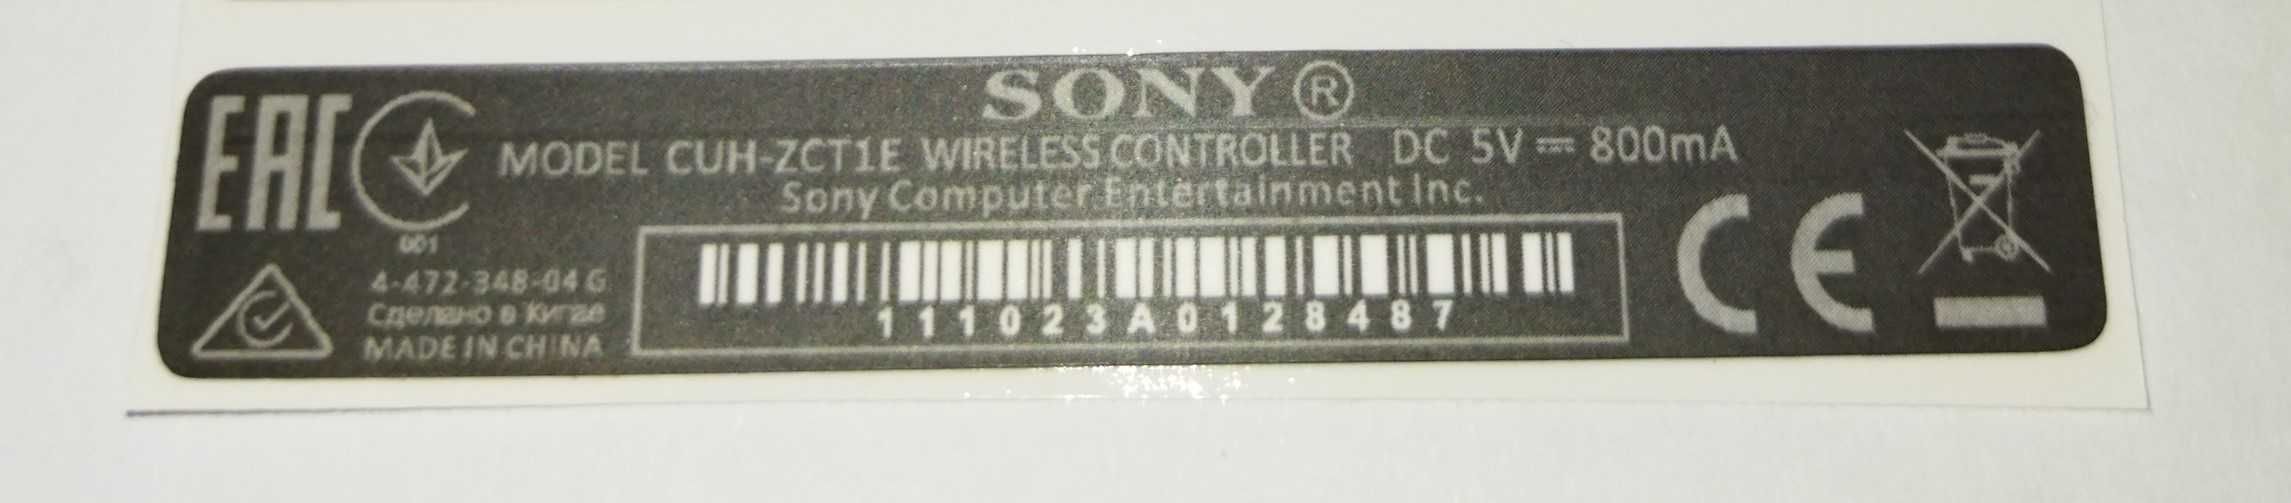 SONY®
EAC
MODEL CUH-ZCT1E WIRELESS CONTROLLER DC 5V ⎓ 800mA
Sony Computer Entertainment Inc.
001
4-472-348-04 G
Сделано в Китае
MADE IN CHINA
111023A0128487
CE